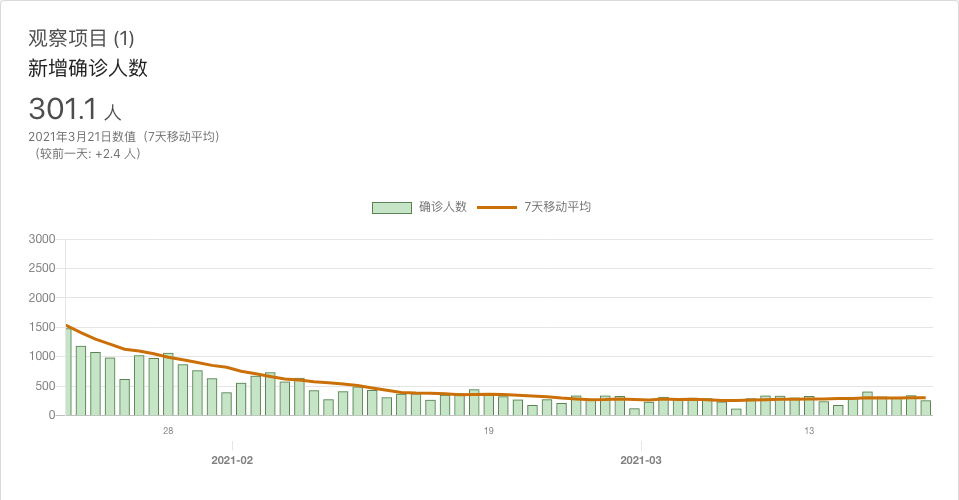 观察项目 (1)
新增确诊人数
301.1 人
2021年3月21日数值（7天移动平均）
（较前一天: +2.4 人）
确诊人数 7天移动平均
3000
2500
2000
1500
1000
500
0
28 19 13
2021-02 2021-03